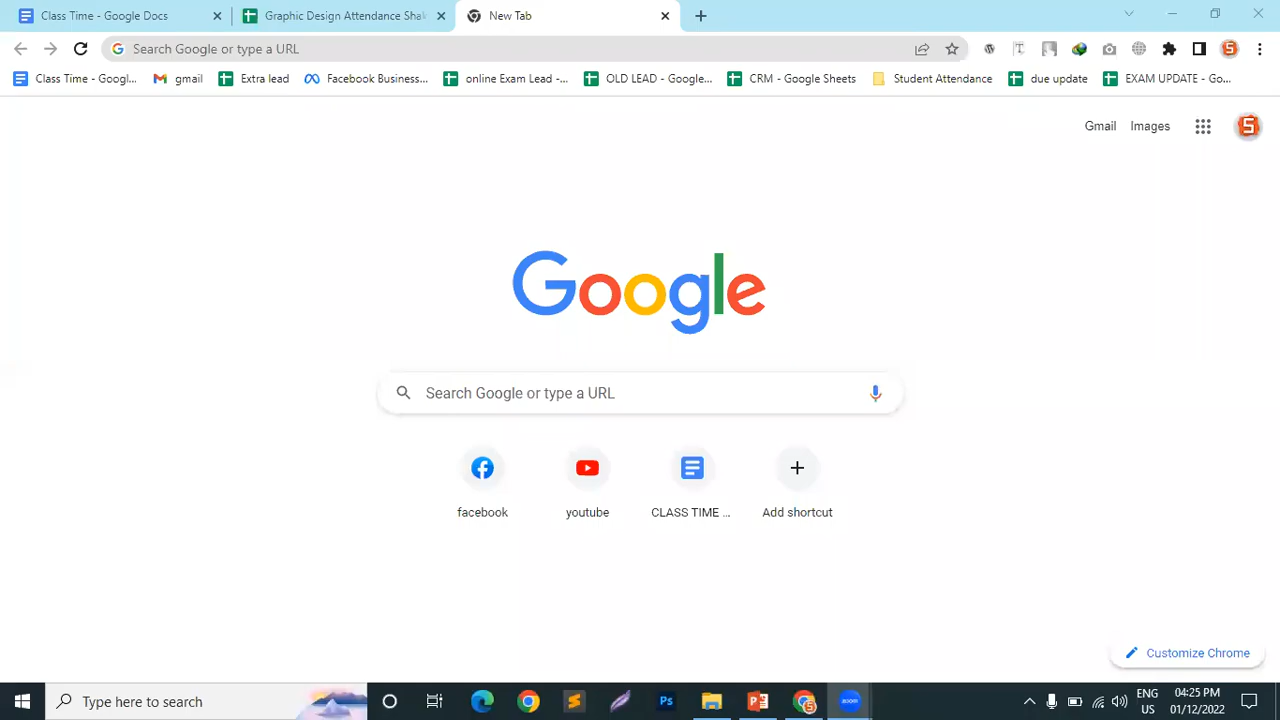 Class Time - Google Docs
Graphic Design Attendance Shak
New Tab
Search Google or type a URL
Class Time - Googl...
gmail
Extra lead
Facebook Business...
online Exam Lead -...
OLD LEAD - Google...
CRM - Google Sheets
Student Attendance
due update
EXAM UPDATE - Go...
Gmail
Images
Google
Search Google or type a URL
facebook
youtube
CLASS TIME ...
Add shortcut
Customize Chrome
Type here to search
Ps
zoom
ENG
US
04:25 PM
01/12/2022